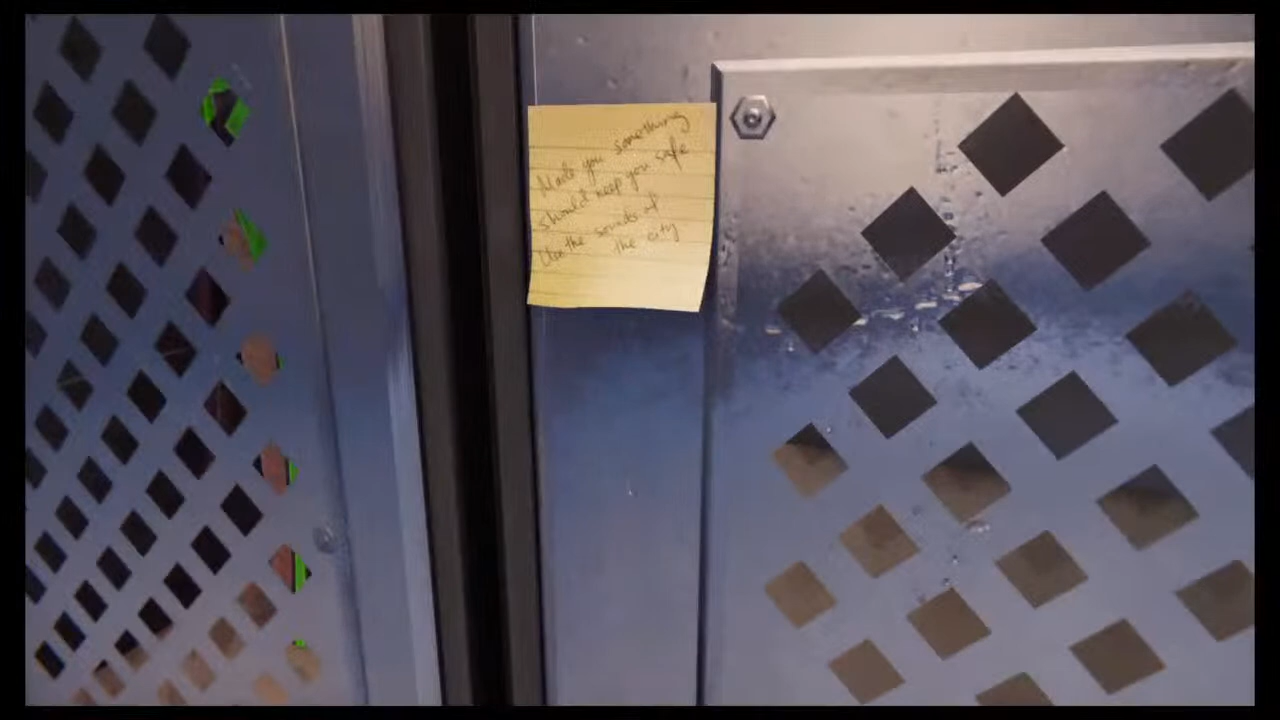 Made you something
should keep you safe
Use the sounds of
the city